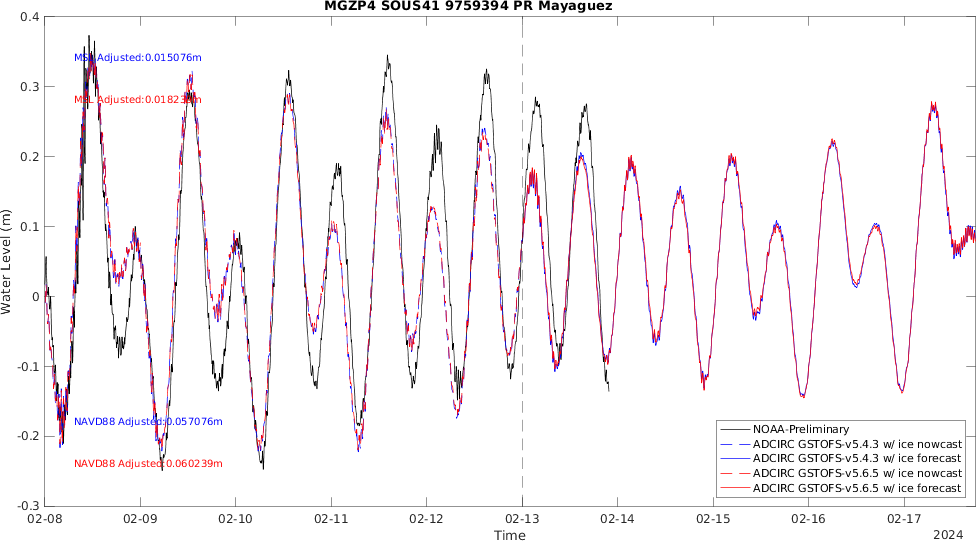 MGZP4 SOUS41 9759394 PR Mayaguez
0.4
0.3
0.2
0.1
0
-0.1
-0.2
-0.3
Water Level (m)
MSL Adjusted:0.015076m
NAVD88 Adjusted:0.057076m
NAVD88 Adjusted:0.060239m
NOAA-Preliminary
ADCIRC GSTOFS-v5.4.3 w/ ice nowcast
ADCIRC GSTOFS-v5.4.3 w/ ice forecast
ADCIRC GSTOFS-v5.6.5 w/ ice nowcast
ADCIRC GSTOFS-v5.6.5 w/ ice forecast
02-08 02-09 02-10 02-11 02-12 02-13 02-14 02-15 02-16 02-17
Time
2024